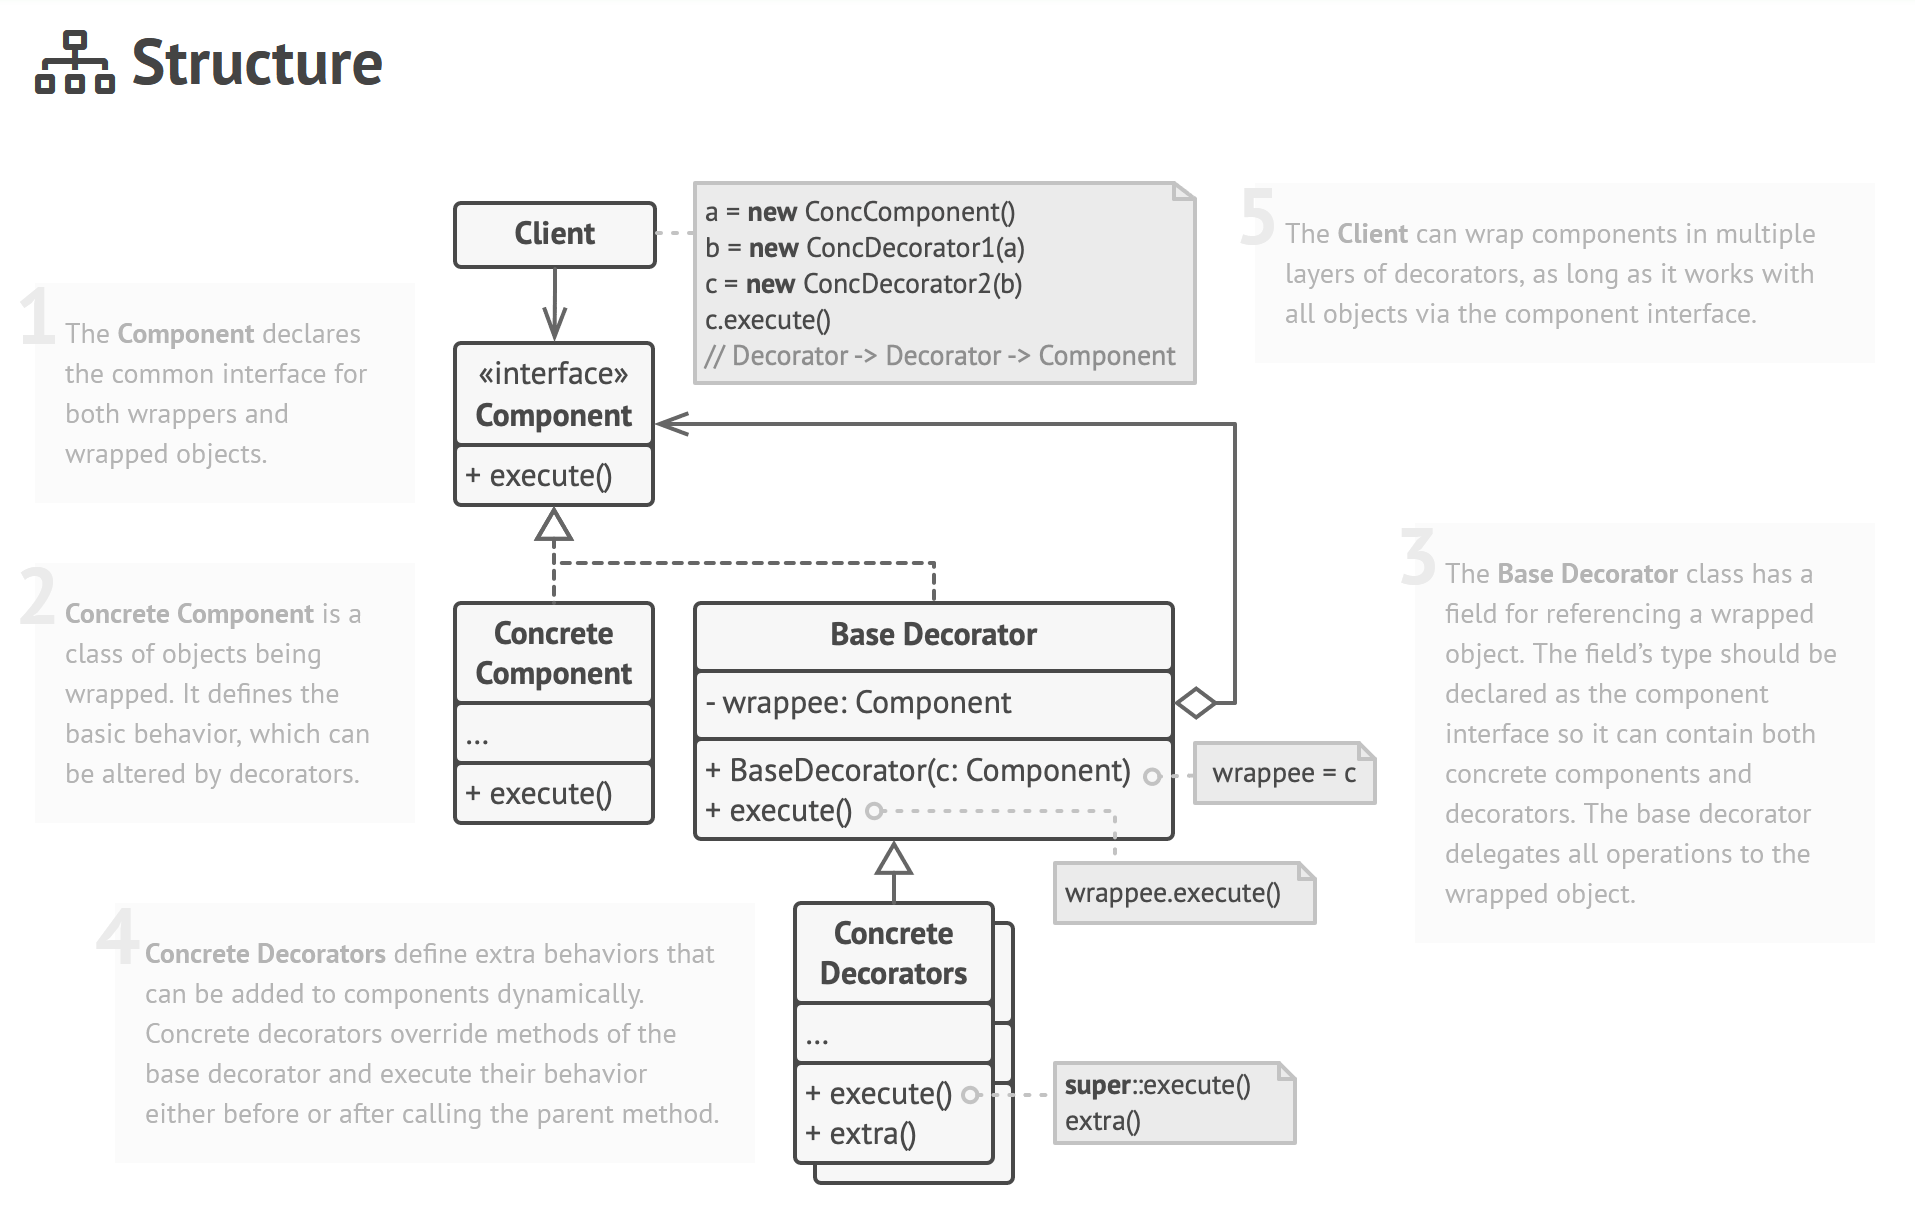 Structure
Client
a = new ConcComponent()
b = new ConcDecorator1(a)
c = new ConcDecorator2(b)
c.execute()
// Decorator -> Decorator -> Component
5
The Client can wrap components in multiple
layers of decorators, as long as it works with
all objects via the component interface.
1
The Component declares
the common interface for
both wrappers and
wrapped objects.
«interface»
Component
+ execute()
2
Concrete Component is a
class of objects being
wrapped. It defines the
basic behavior, which can
be altered by decorators.
Concrete
Component
...
+ execute()
Base Decorator
- wrappee: Component
+ BaseDecorator(c: Component)
+ execute()
wrappee = c
wrappee.execute()
3
The Base Decorator class has a
field for referencing a wrapped
object. The field’s type should be
declared as the component
interface so it can contain both
concrete components and
decorators. The base decorator
delegates all operations to the
wrapped object.
4
Concrete Decorators define extra behaviors that
can be added to components dynamically.
Concrete decorators override methods of the
base decorator and execute their behavior
either before or after calling the parent method.
Concrete
Decorators
...
+ execute()
+ extra()
super::execute()
extra()